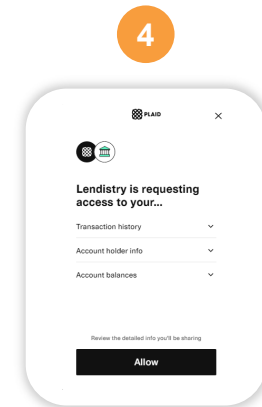 4
PLAID
Lendistry is requesting
access to your...
Transaction history
Account holder info
Account balances
Review the detailed info you'll be sharing
Allow